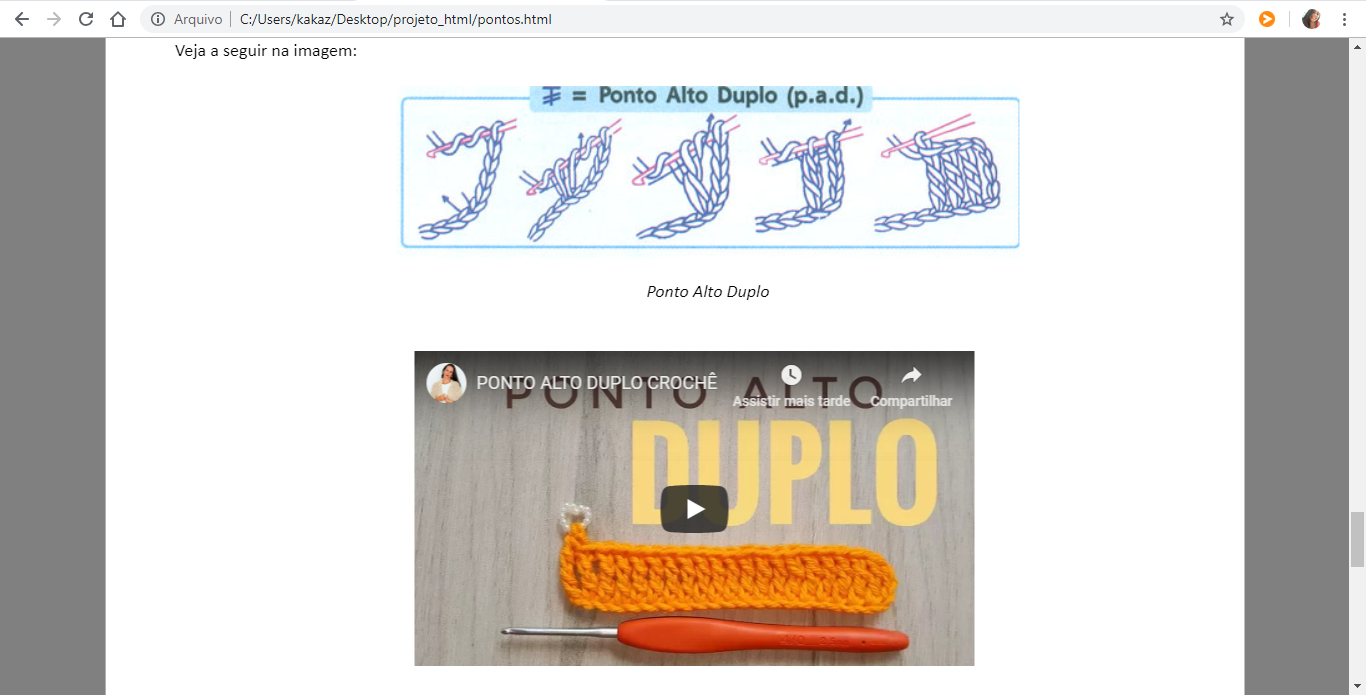 Arquivo C:/Users/kakaz/Desktop/projeto_html/pontos.html
Veja a seguir na imagem:
= Ponto Alto Duplo (p.a.d.)
Ponto Alto Duplo
PONTO ALTO DUPLO CROCHÊ
Assistir mais tarde
Compartilhar
PONTO ALTO
DUPLO